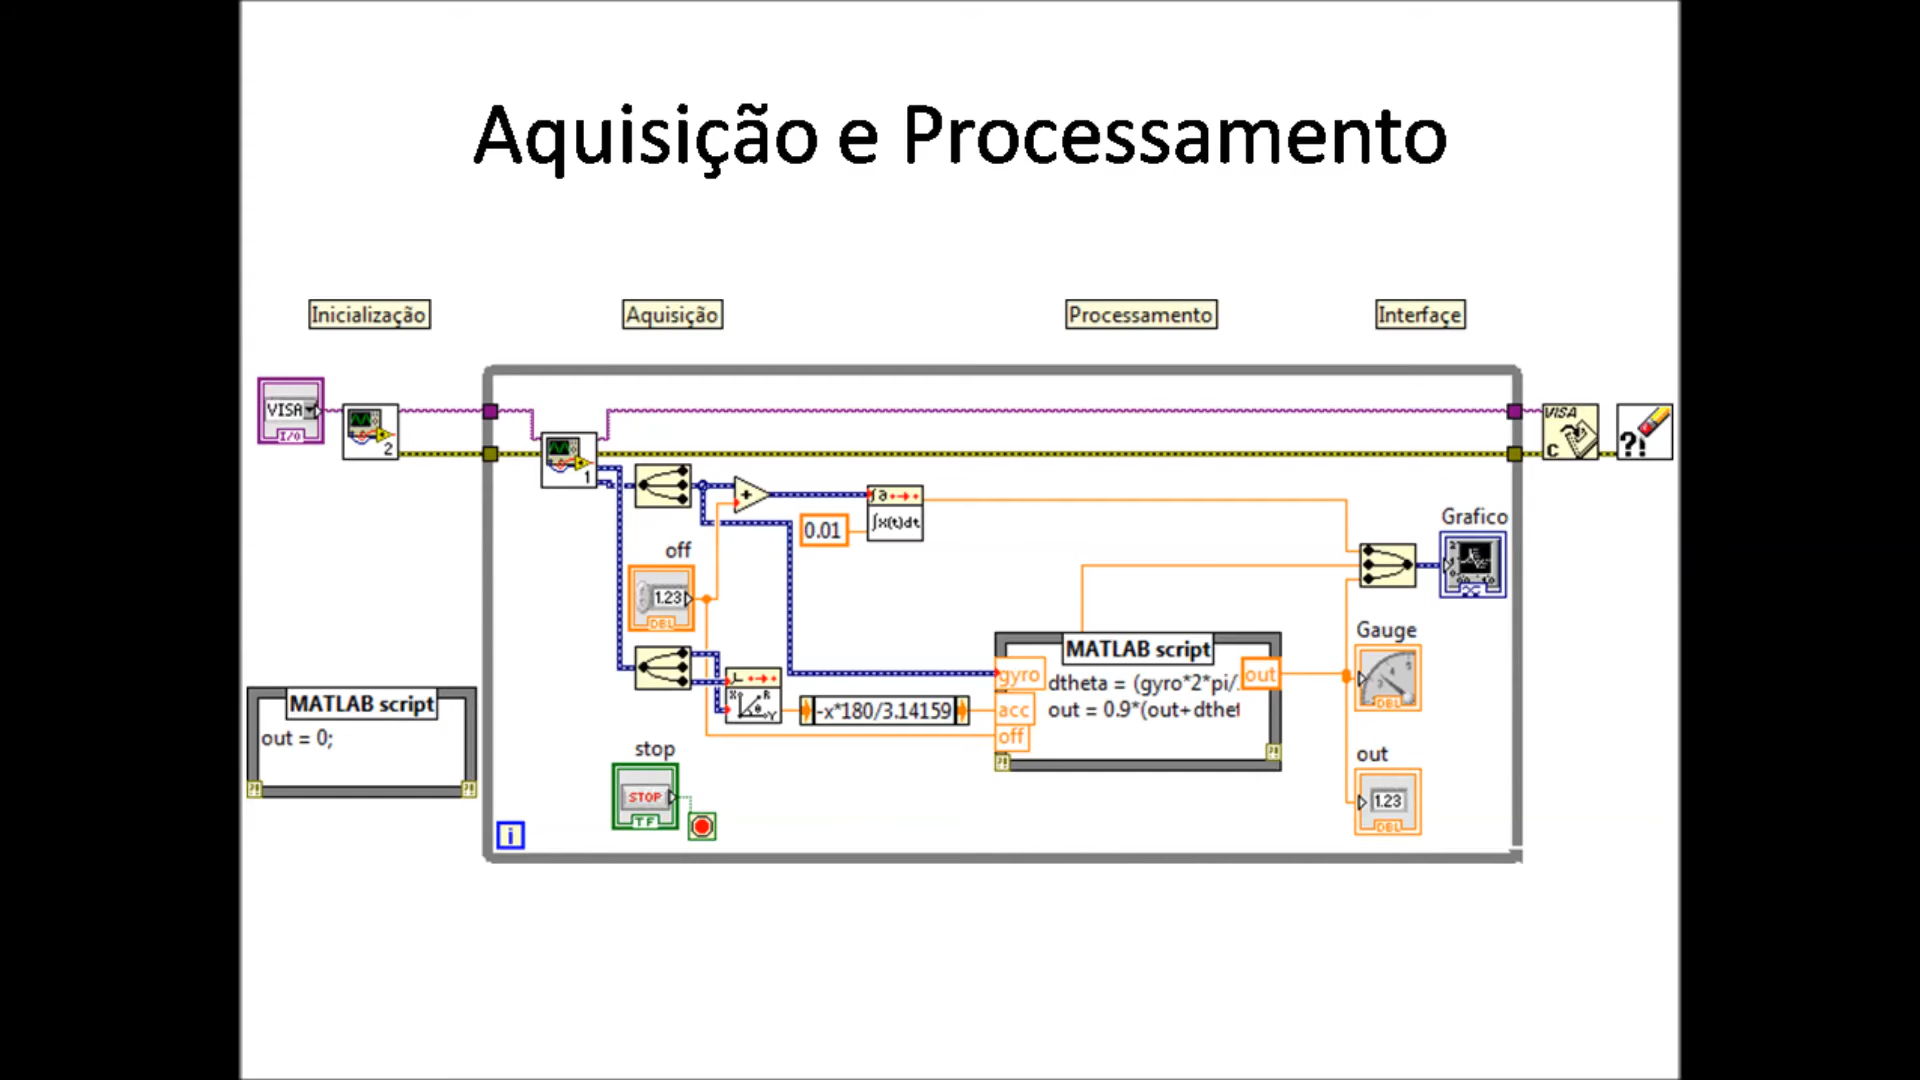 Aquisição e Processamento
Inicialização
Aquisição
Processamento
Interfaçe
VISA
I/O
2
1
VISA
C
?!
∂
∫x(t)dt
0.01
Grafico
off
1.23
DBL
Gauge
DBL
MATLAB script
gyro
dtheta = (gyro*2*pi/.
out
acc
out = 0.9*(out+dthet
off
X
R
θ
Y
-x*180/3.14159
MATLAB script
out = 0;
stop
STOP
TF
out
1.23
DBL
i